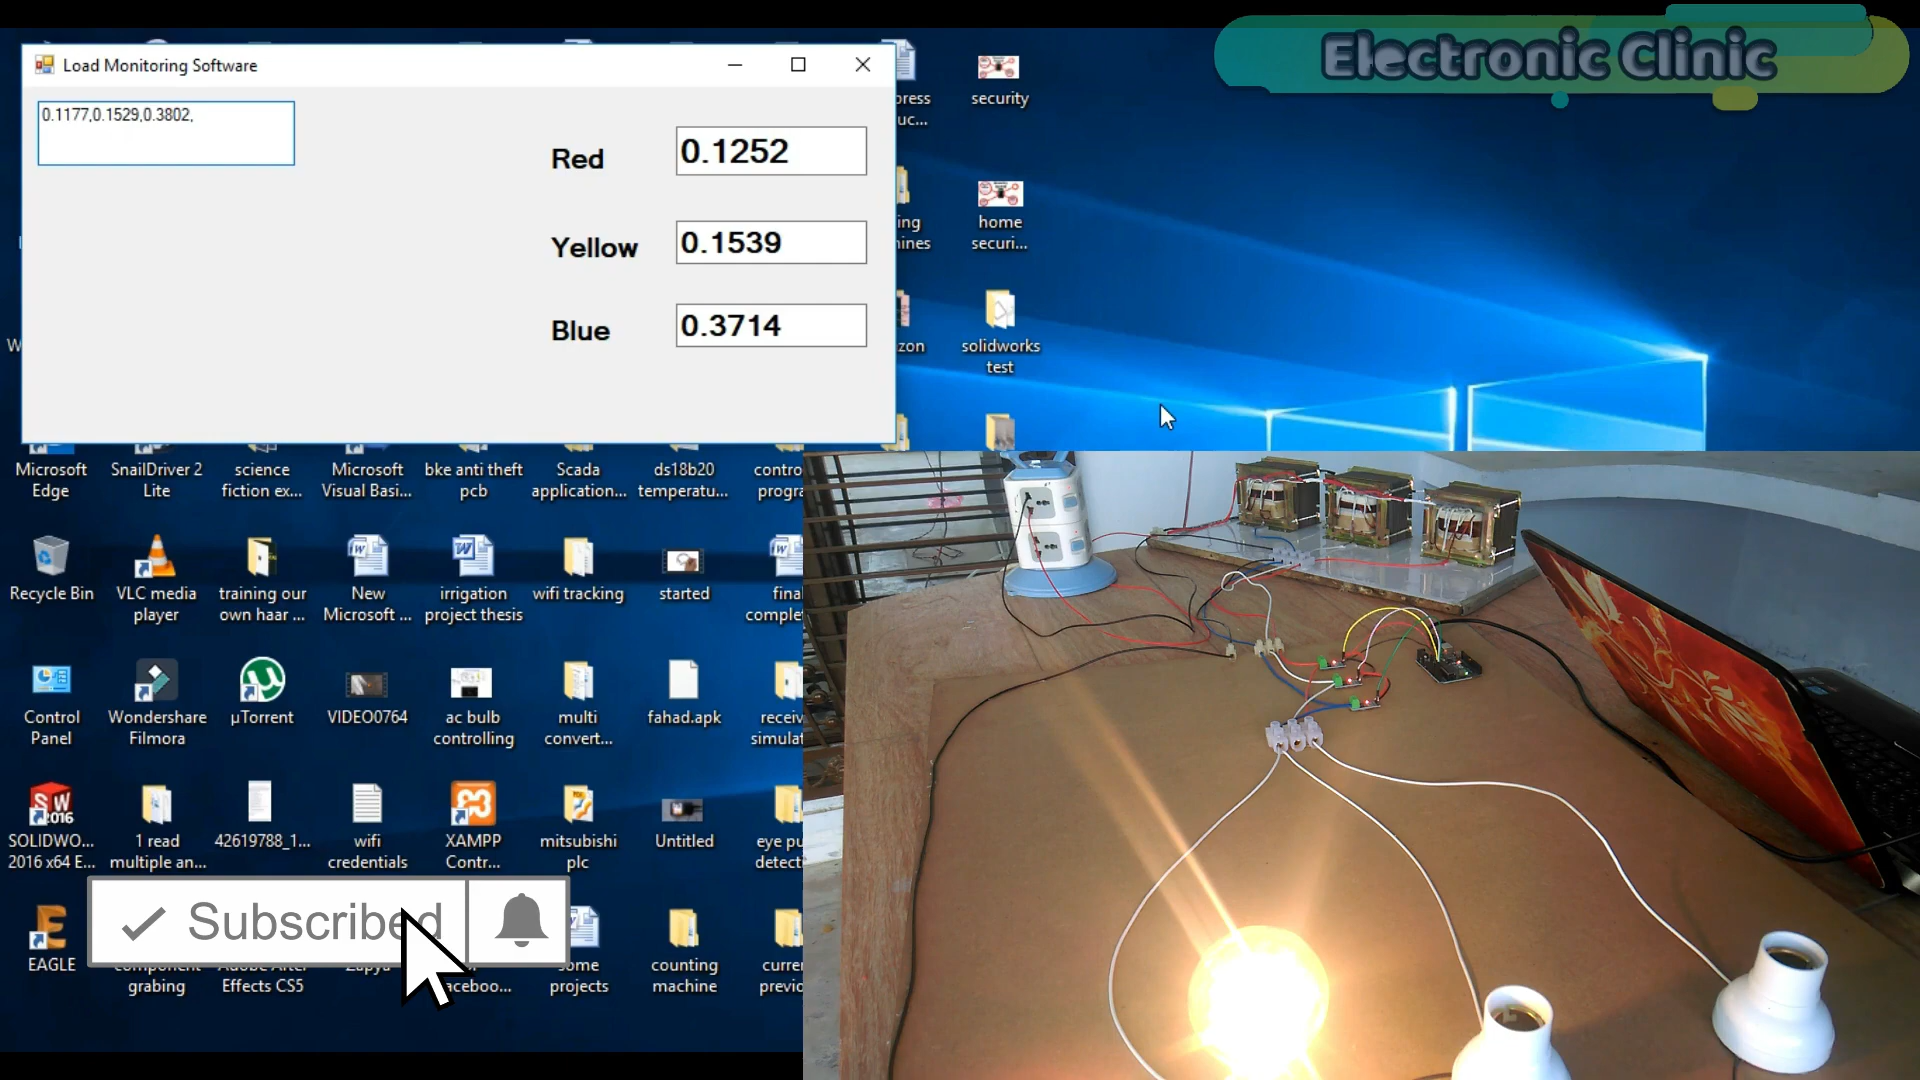 Electronic Clinic
Load Monitoring Software
0.1177,0.1529,0.3802,
Red
0.1252
Yellow
0.1539
Blue
0.3714
security
home
securi...
solidworks
test
Microsoft
Edge
SnailDriver 2
Lite
science
fiction ex...
Microsoft
Visual Basi...
bke anti theft
pcb
Scada
application...
ds18b20
temperatu...
Recycle Bin
VLC media
player
training our
own haar ...
New
Microsoft ...
irrigation
project thesis
wifi tracking
started
final
Control
Panel
Wondershare
Filmora
µTorrent
VIDEO0764
ac bulb
controlling
multi
convert...
fahad.apk
SOLIDWO...
2016 x64 E...
1 read
multiple an...
42619788_1...
wifi
credentials
XAMPP
Contr...
mitsubishi
plc
Untitled
Subscribed
EAGLE
component
grabing
Adobe After
Effects CS5
Zapya
some
projects
counting
machine